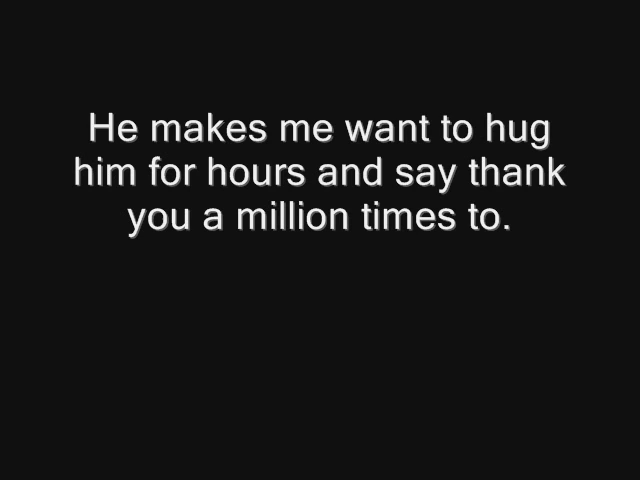 He makes me want to hug
him for hours and say thank
you a million times to.